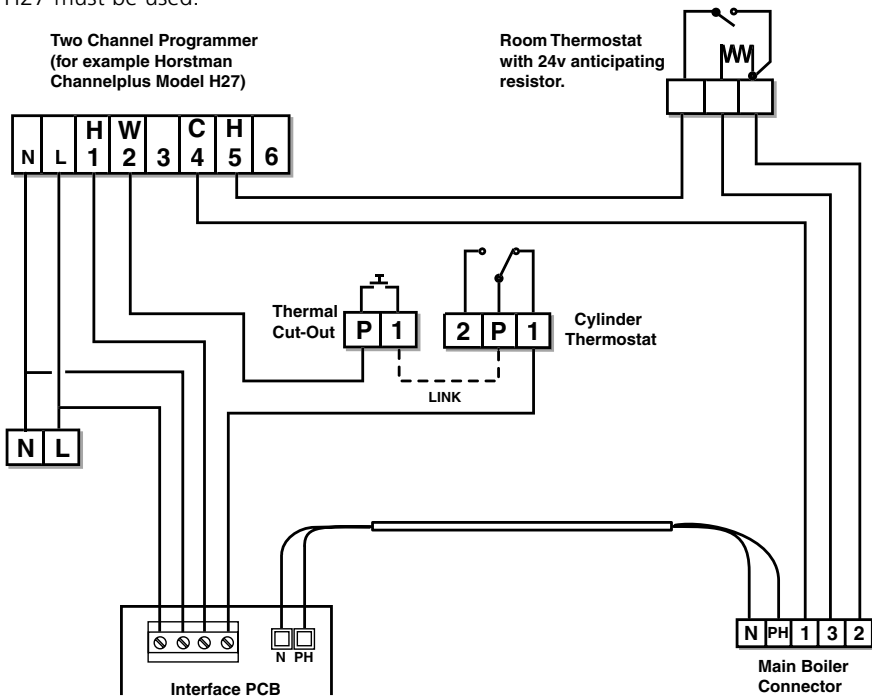 H27 must be used.
Two Channel Programmer
(for example Horstman
Channelplus Model H27)
Room Thermostat
with 24v anticipating
resistor.
H W C H
N L 1 2 3 4 5 6
Thermal
Cut-Out
P 1
2 P 1
Cylinder
Thermostat
LINK
N L
N PH
Interface PCB
N PH 1 3 2
Main Boiler
Connector